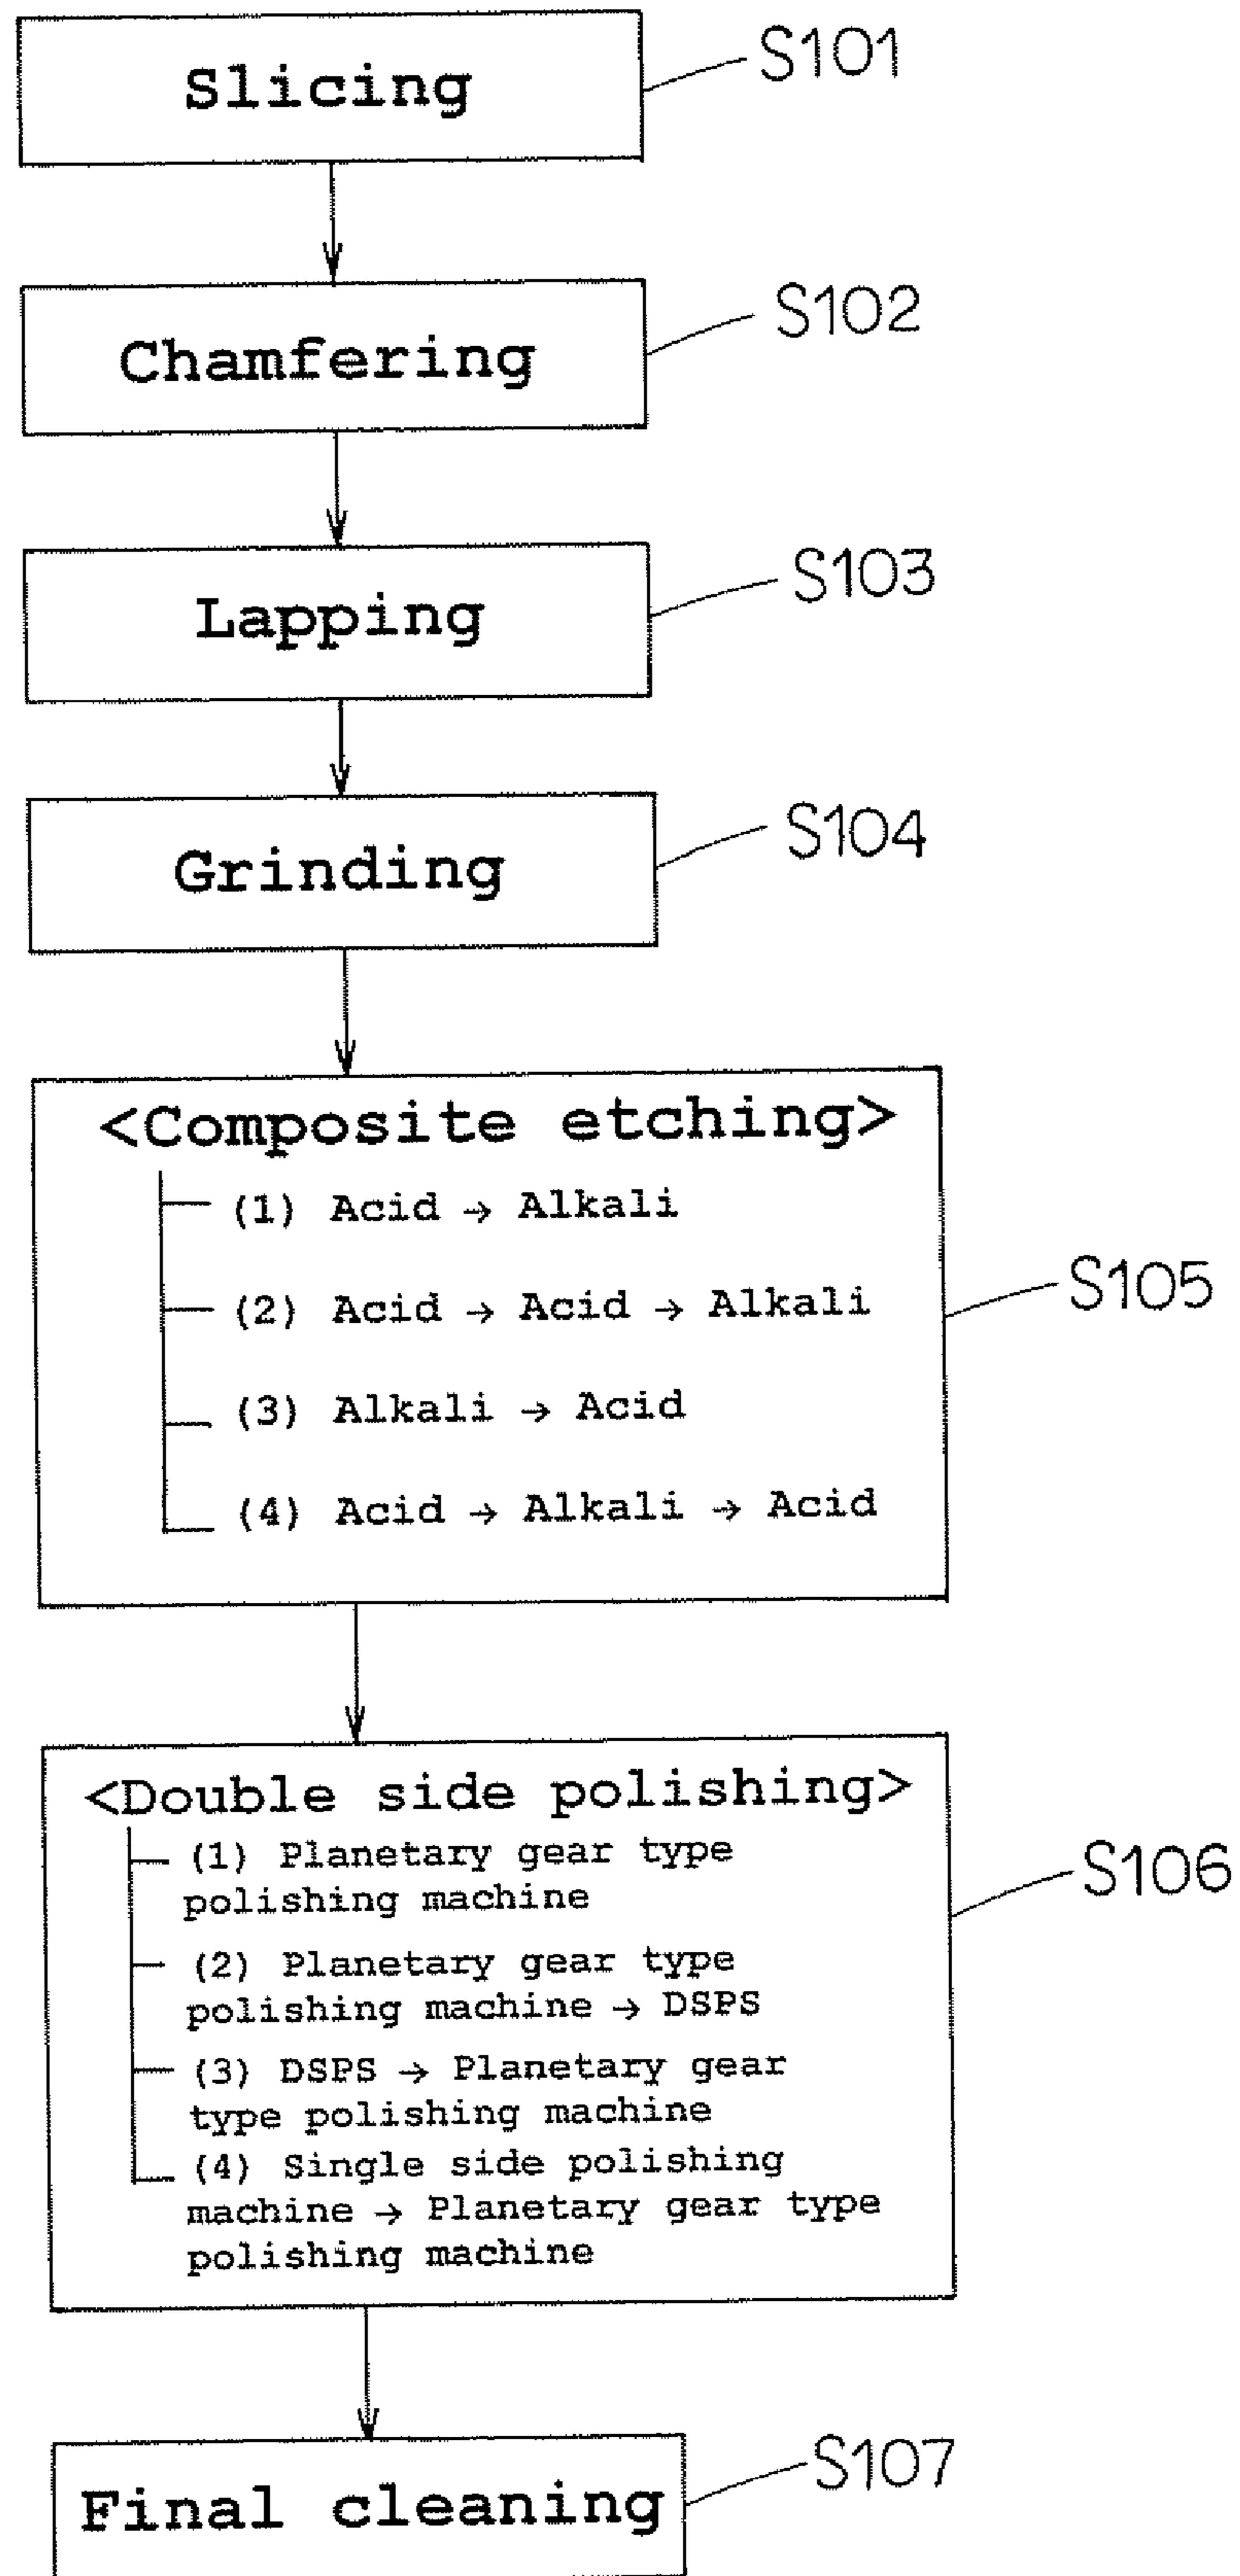 Slicing
S101
Chamfering
S102
Lapping
S103
Grinding
S104
<Composite etching>
(1) Acid → Alkali
(2) Acid → Acid → Alkali
(3) Alkali → Acid
(4) Acid → Alkali → Acid
S105
<Double side polishing>
(1) Planetary gear type
polishing machine
(2) Planetary gear type
polishing machine → DSPS
(3) DSPS → Planetary gear
type polishing machine
(4) Single side polishing
machine → Planetary gear type
polishing machine
S106
Final cleaning
S107